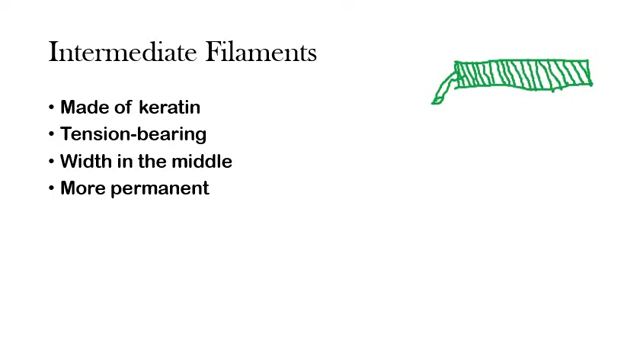 Intermediate Filaments
• Made of keratin
• Tension-bearing
• Width in the middle
• More permanent